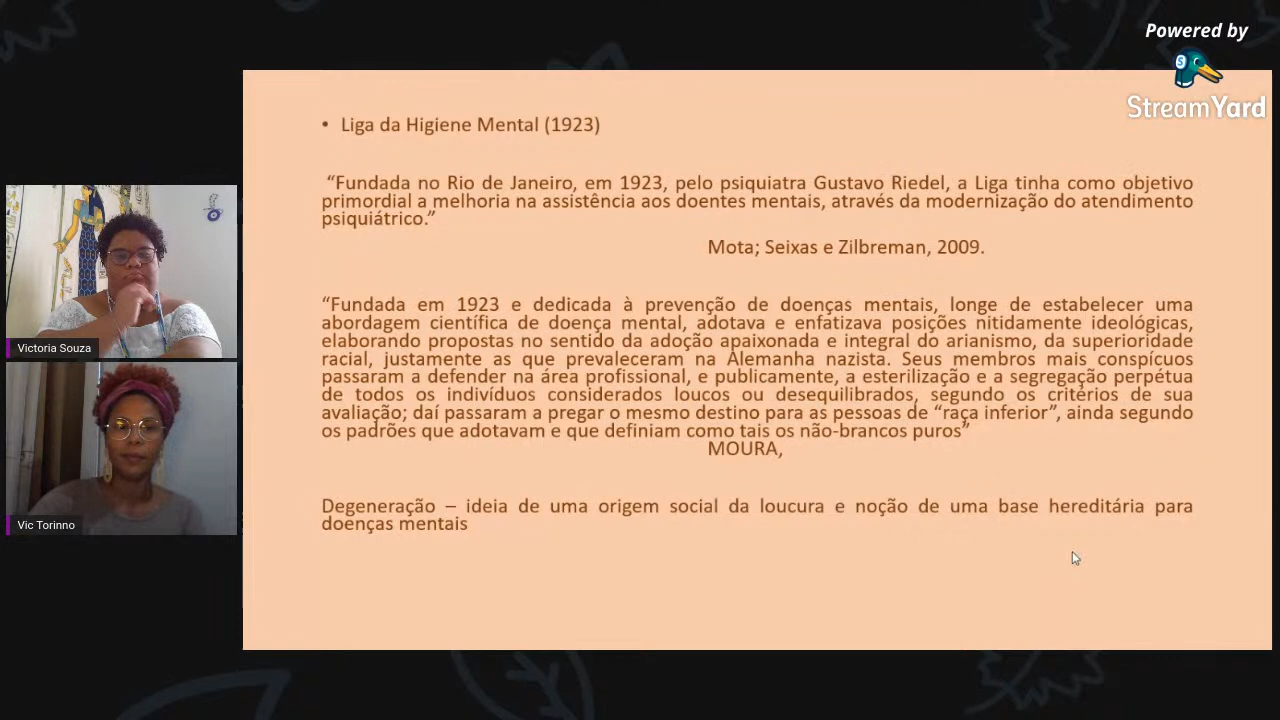 Powered by
StreamYard
• Liga da Higiene Mental (1923)
“Fundada no Rio de Janeiro, em 1923, pelo psiquiatra Gustavo Riedel, a Liga tinha como objetivo
primordial a melhoria na assistência aos doentes mentais, através da modernização do atendimento
psiquiátrico.”
Mota; Seixas e Zilbreman, 2009.
“Fundada em 1923 e dedicada à prevenção de doenças mentais, longe de estabelecer uma
abordagem científica de doença mental, adotava e enfatizava posições nitidamente ideológicas,
elaborando propostas no sentido da adoção apaixonada e integral do arianismo, da superioridade
racial, justamente as que prevaleceram na Alemanha nazista. Seus membros mais conspícuos
passaram a defender na área profissional, e publicamente, a esterilização e a segregação perpétua
de todos os indivíduos considerados loucos ou desequilibrados, segundo os critérios de sua
avaliação; daí passaram a pregar o mesmo destino para as pessoas de “raça inferior”, ainda segundo
os padrões que adotavam e que definiam como tais os não-brancos puros”
MOURA,
Degeneração – ideia de uma origem social da loucura e noção de uma base hereditária para
doenças mentais
Victoria Souza
Vic Torinno